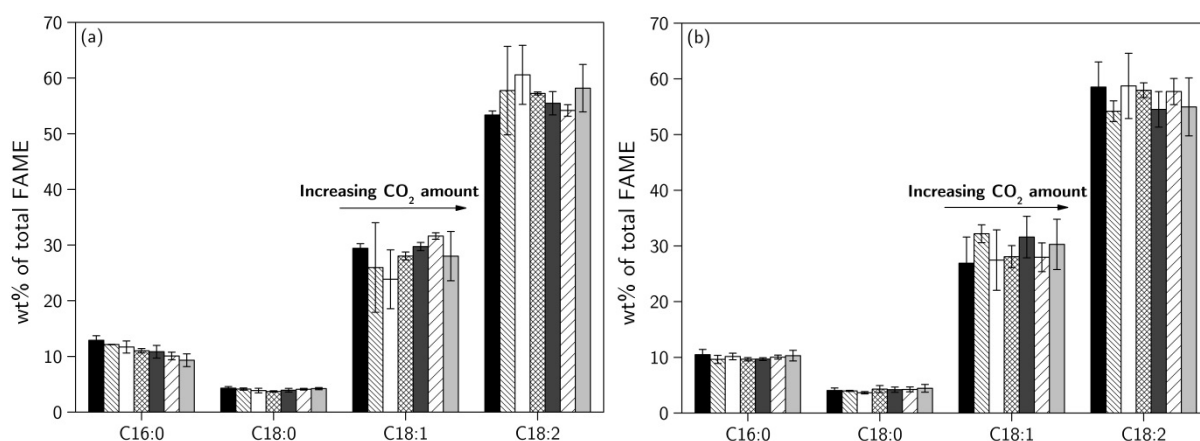 (a)
70
60
50
40
30
20
10
0
wt% of total FAME
Increasing CO₂ amount
C16:0 C18:0 C18:1 C18:2
(b)
70
60
50
40
30
20
10
0
wt% of total FAME
Increasing CO₂ amount
C16:0 C18:0 C18:1 C18:2